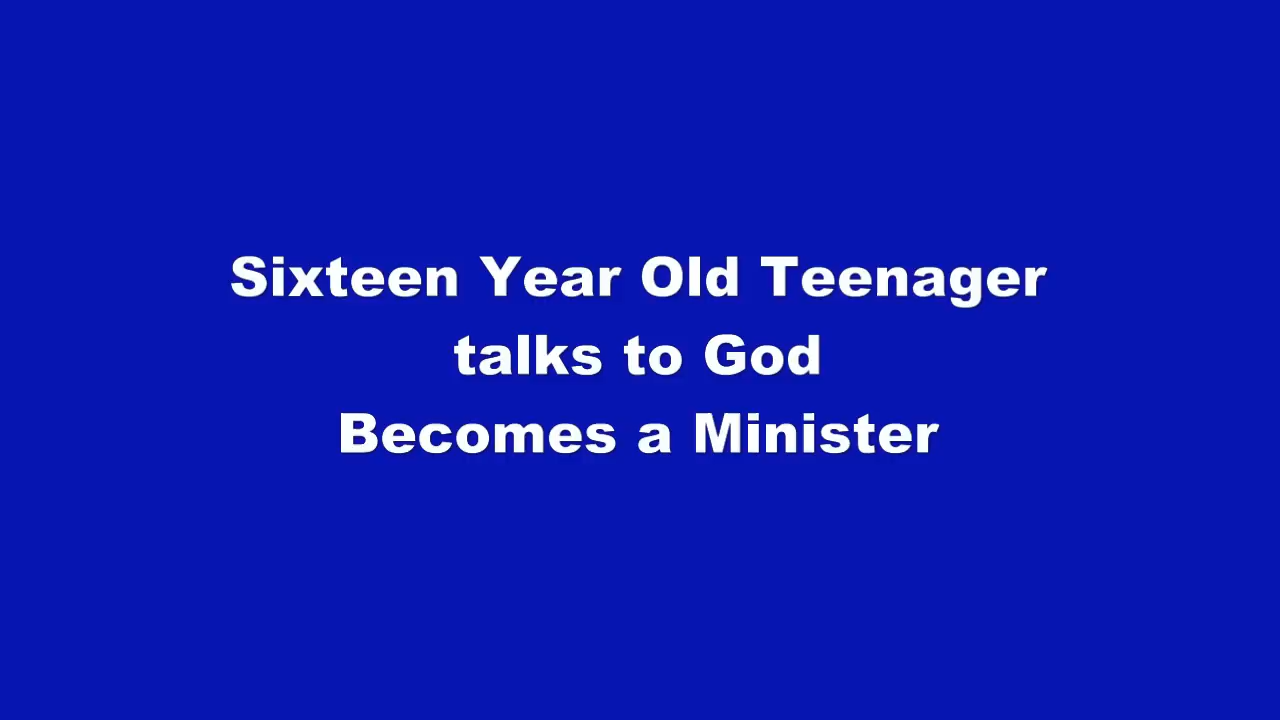 Sixteen Year Old Teenager
talks to God
Becomes a Minister